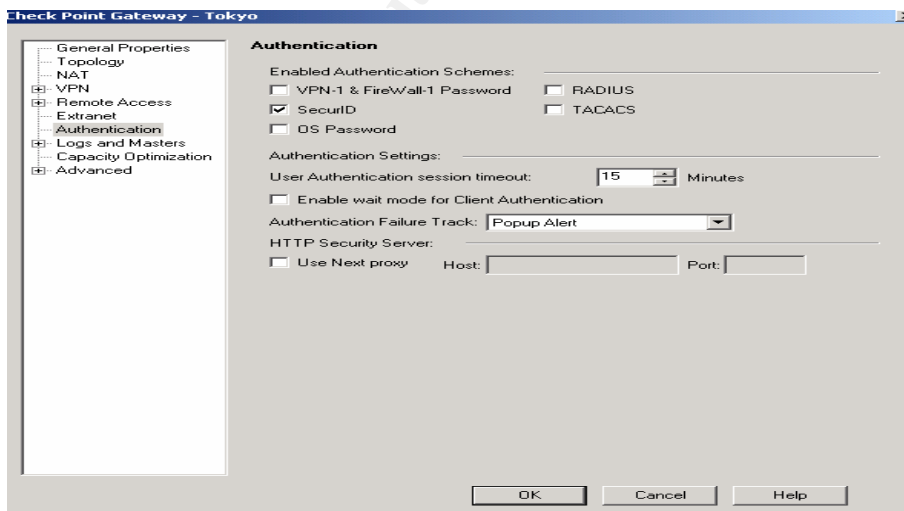 Check Point Gateway - Tokyo
General Properties
Topology
NAT
VPN
Remote Access
Extranet
Authentication
Logs and Masters
Capacity Optimization
Advanced
Authentication
Enabled Authentication Schemes:
VPN-1 & FireWall-1 Password
RADIUS
SecurID
TACACS
OS Password
Authentication Settings:
User Authentication session timeout: 15 Minutes
Enable wait mode for Client Authentication
Authentication Failure Track: Popup Alert
HTTP Security Server:
Use Next proxy Host: Port:
OK Cancel Help